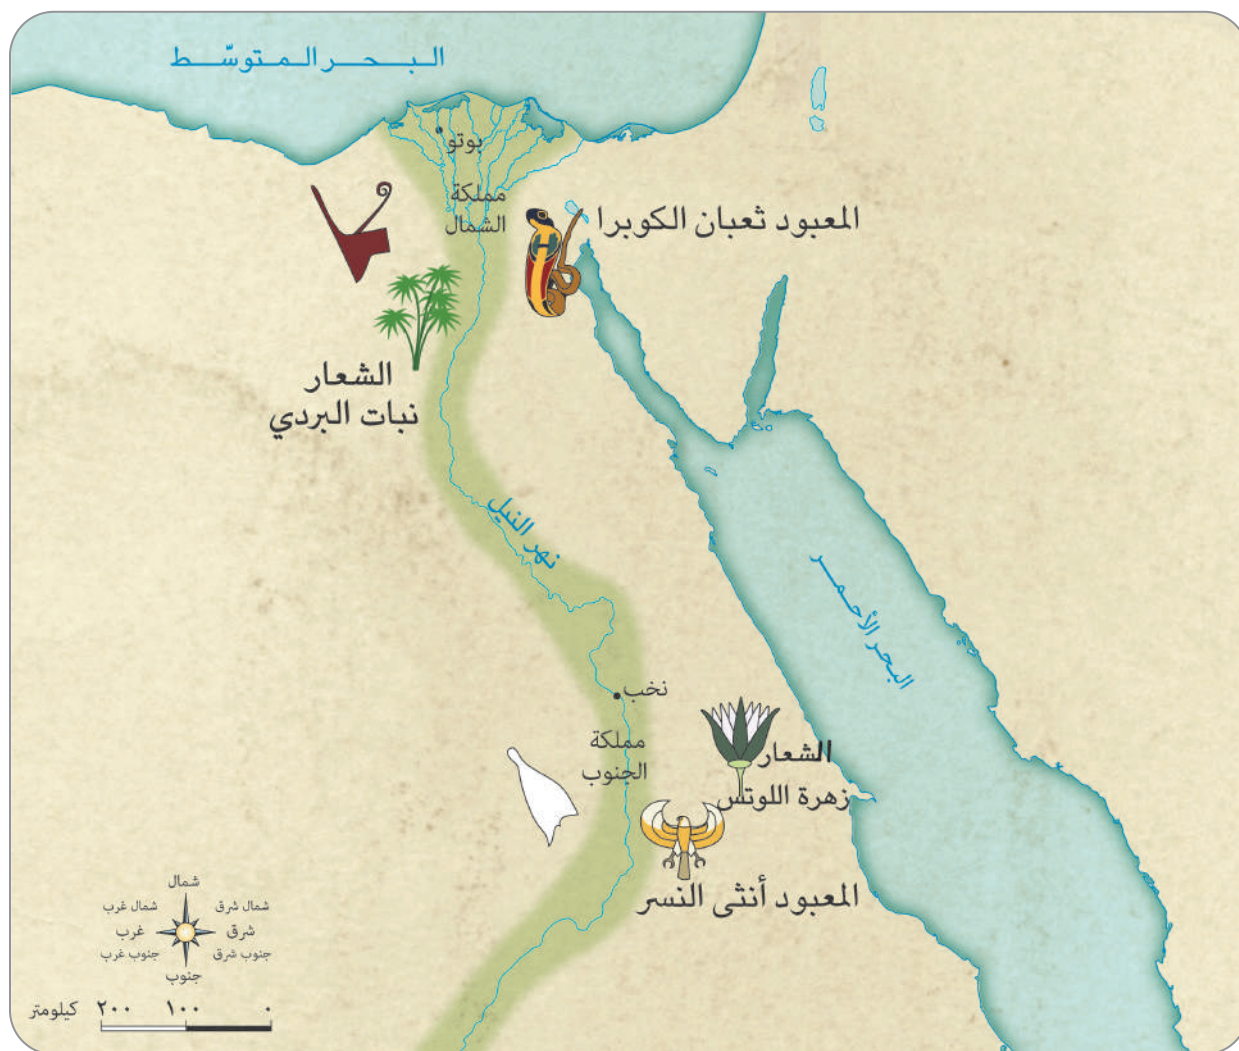 البحر المتوسّط
بوتو
مملكة
الشمال
المعبود ثعبان الكوبرا
الشعار
نبات البردي
نهر النيل
البحر الأحمر
نخب
مملكة
الجنوب
الشعار
زهرة اللوتس
المعبود أنثى النسر
شمال
شمال غرب
شمال شرق
غرب
شرق
جنوب غرب
جنوب شرق
جنوب
كيلومتر ٢٠٠ ١٠٠ ٠